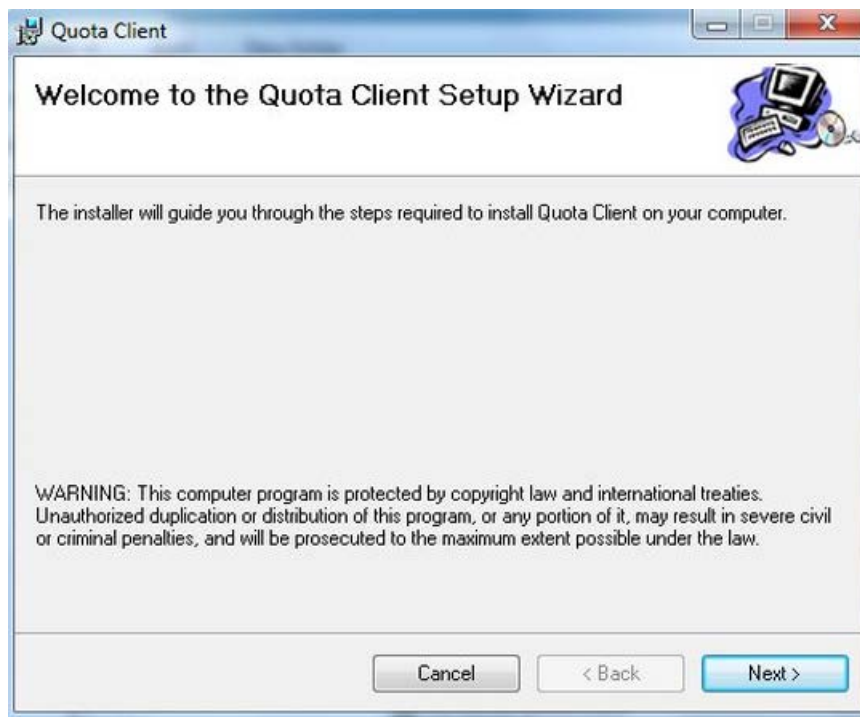 Quota Client
Welcome to the Quota Client Setup Wizard
The installer will guide you through the steps required to install Quota Client on your computer.
WARNING: This computer program is protected by copyright law and international treaties.
Unauthorized duplication or distribution of this program, or any portion of it, may result in severe civil
or criminal penalties, and will be prosecuted to the maximum extent possible under the law.
Cancel
< Back
Next >